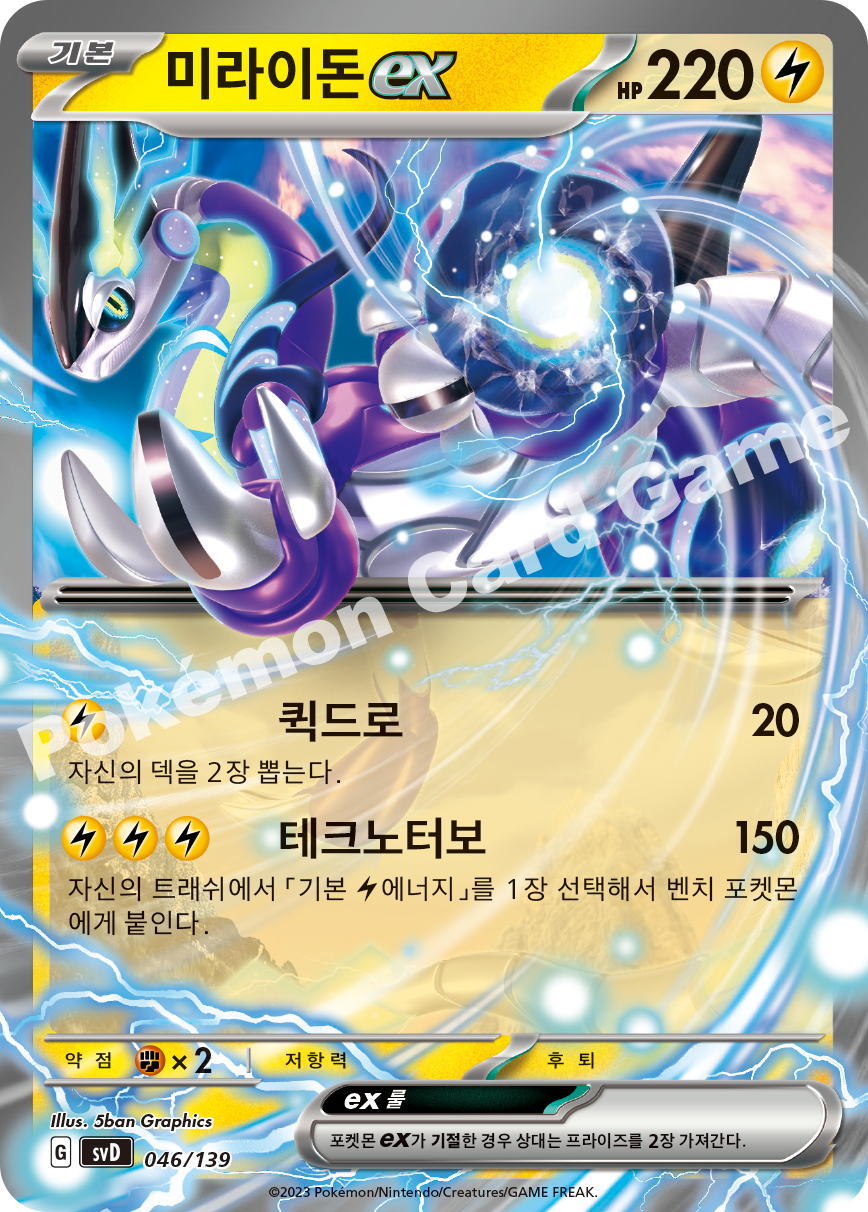 기본
미라이돈ex
HP 220
Pokémon Card Game
퀵드로 20
자신의 덱을 2장 뽑는다.
테크노터보 150
자신의 트래쉬에서 「기본 에너지」를 1장 선택해서 벤치 포켓몬
에게 붙인다.
약점 ×2 저항력 후퇴
ex 룰
포켓몬 ex가 기절한 경우 상대는 프라이즈를 2장 가져간다.
Illus. 5ban Graphics
G svD 046/139
©2023 Pokémon/Nintendo/Creatures/GAME FREAK.